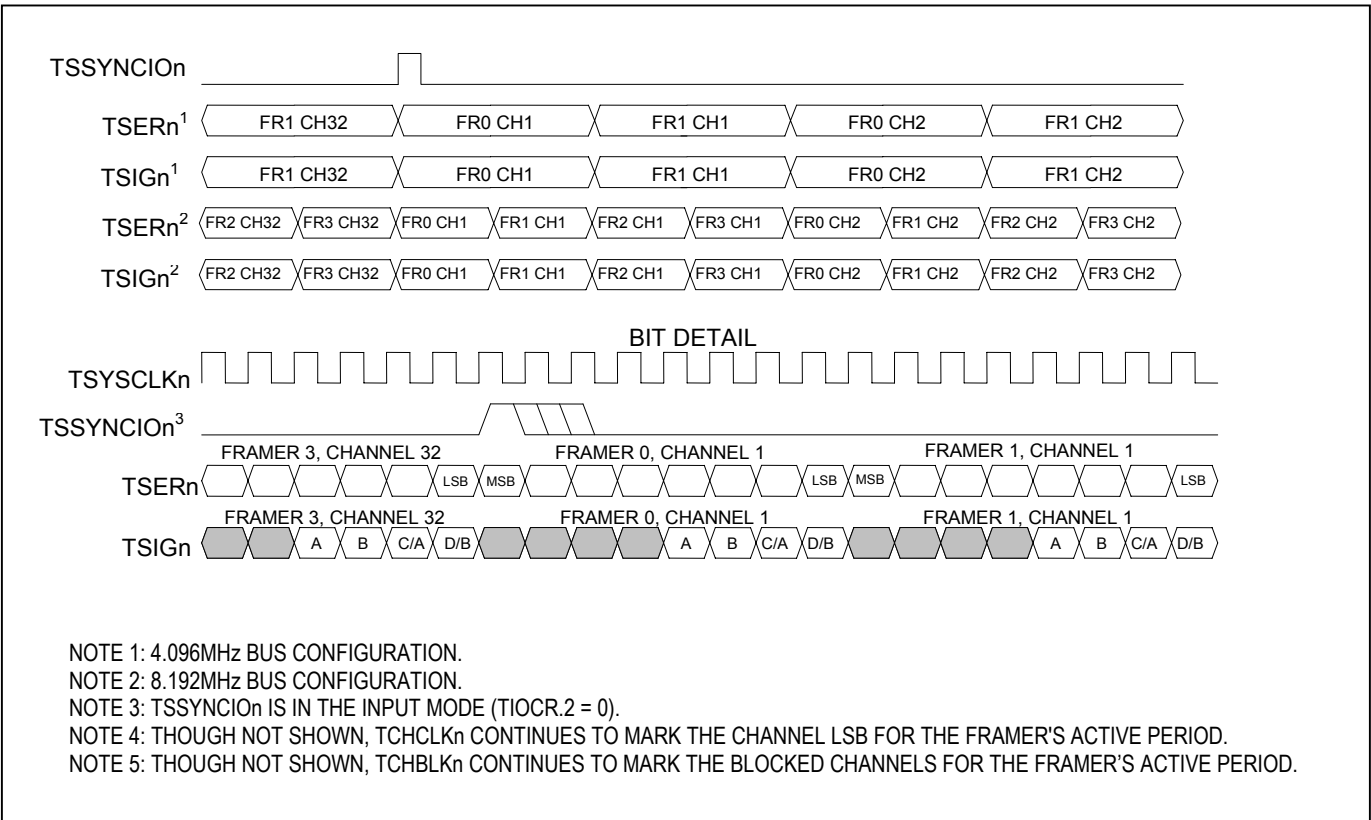 TSSYNCIOn
TSERn1 FR1 CH32 FR0 CH1 FR1 CH1 FR0 CH2 FR1 CH2
TSIGn1 FR1 CH32 FR0 CH1 FR1 CH1 FR0 CH2 FR1 CH2
TSERn2 FR2 CH32 FR3 CH32 FR0 CH1 FR1 CH1 FR2 CH1 FR3 CH1 FR0 CH2 FR1 CH2 FR2 CH2 FR3 CH2
TSIGn2 FR2 CH32 FR3 CH32 FR0 CH1 FR1 CH1 FR2 CH1 FR3 CH1 FR0 CH2 FR1 CH2 FR2 CH2 FR3 CH2
BIT DETAIL
TSYSCLKn
TSSYNCIOn3
FRAMER 3, CHANNEL 32 FRAMER 0, CHANNEL 1 FRAMER 1, CHANNEL 1
TSERn LSB MSB LSB MSB LSB
FRAMER 3, CHANNEL 32 FRAMER 0, CHANNEL 1 FRAMER 1, CHANNEL 1
TSIGn A B C/A D/B A B C/A D/B A B C/A D/B
NOTE 1: 4.096MHz BUS CONFIGURATION.
NOTE 2: 8.192MHz BUS CONFIGURATION.
NOTE 3: TSSYNCIOn IS IN THE INPUT MODE (TIOCR.2 = 0).
NOTE 4: THOUGH NOT SHOWN, TCHCLKn CONTINUES TO MARK THE CHANNEL LSB FOR THE FRAMER'S ACTIVE PERIOD.
NOTE 5: THOUGH NOT SHOWN, TCHBLKn CONTINUES TO MARK THE BLOCKED CHANNELS FOR THE FRAMER’S ACTIVE PERIOD.